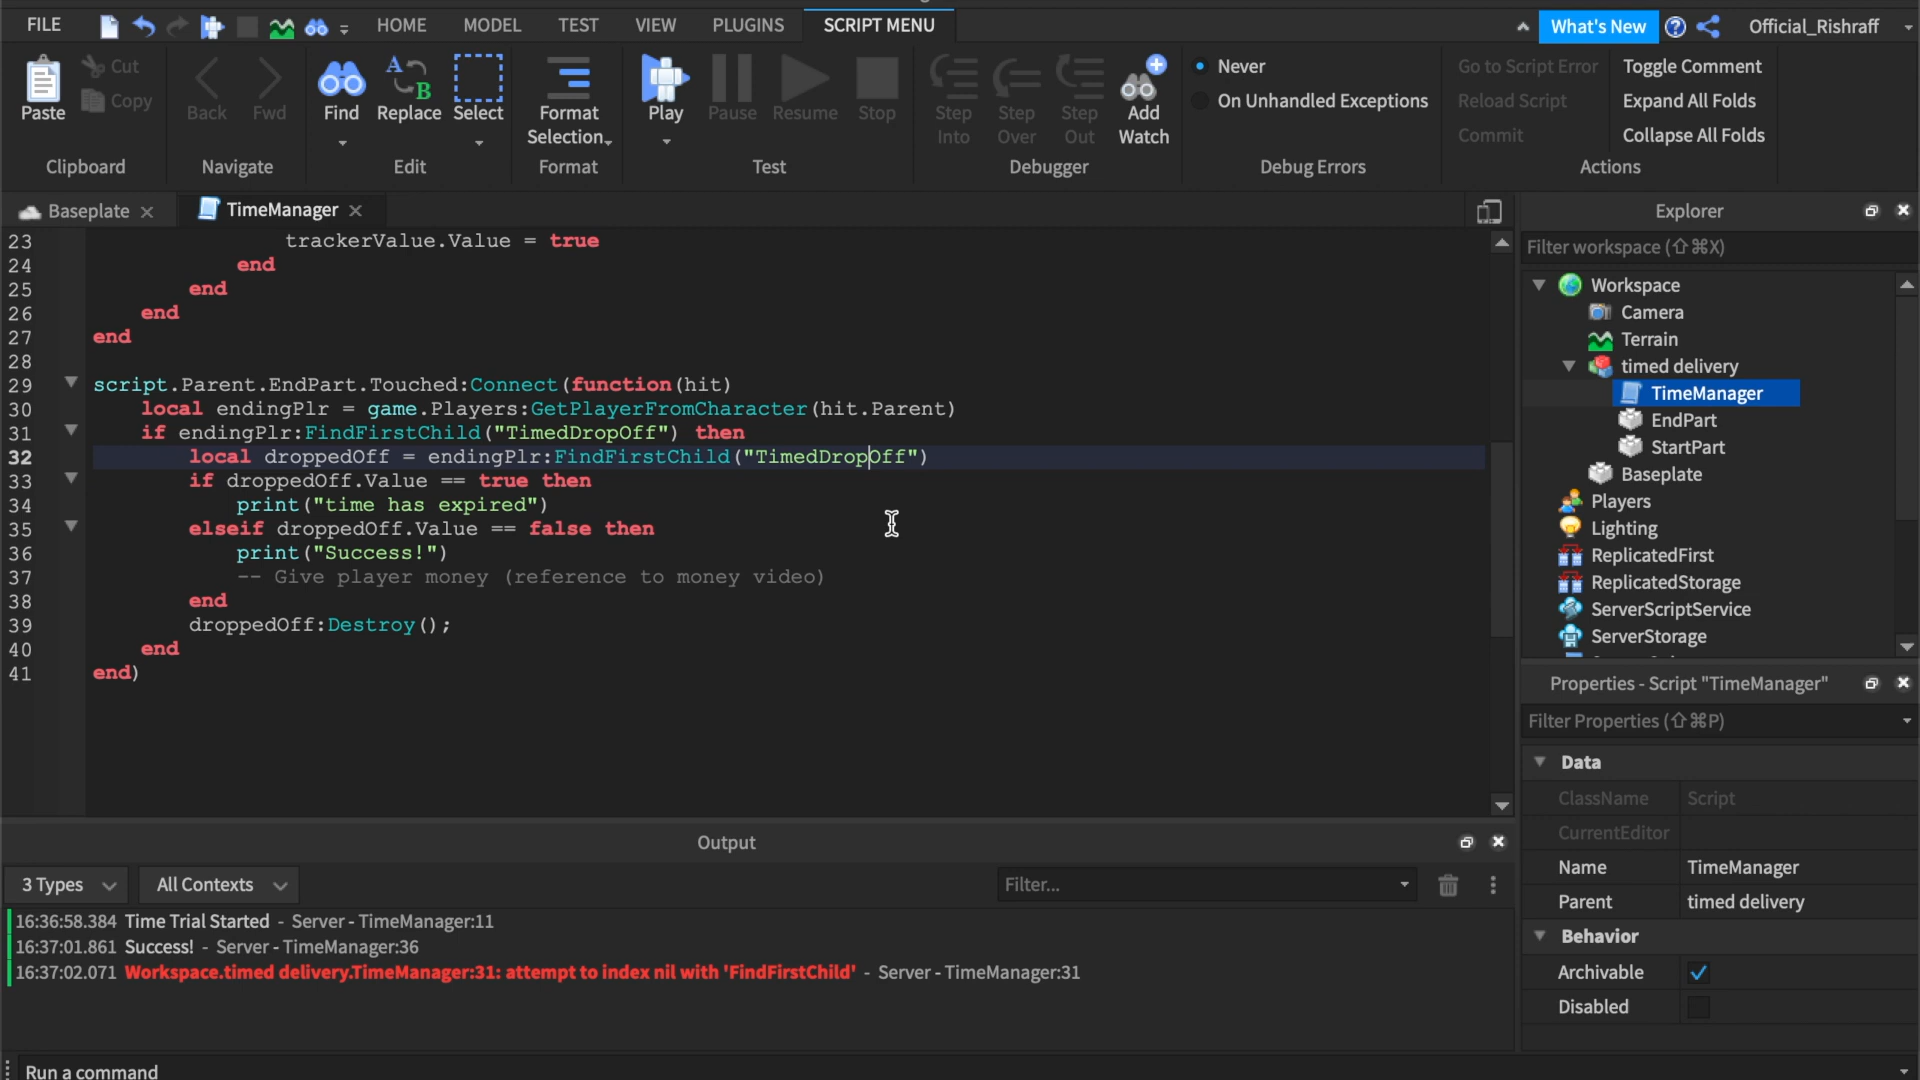 FILE HOME MODEL TEST VIEW PLUGINS SCRIPT MENU What's New Official_Rishraff
Paste Cut Copy Back Fwd Find Replace Select Format Selection Play Pause Resume Stop Step Into Step Over Step Out Add Watch
Never
On Unhandled Exceptions
Go to Script Error
Reload Script
Commit
Toggle Comment
Expand All Folds
Collapse All Folds
Clipboard Navigate Edit Format Test Debugger Debug Errors Actions
Baseplate TimeManager
23 trackerValue.Value = true
24 end
25 end
26 end
27 end
28
29 script.Parent.EndPart.Touched:Connect(function(hit)
30 local endingPlr = game.Players:GetPlayerFromCharacter(hit.Parent)
31 if endingPlr:FindFirstChild("TimedDropOff") then
32 local droppedOff = endingPlr:FindFirstChild("TimedDropOff")
33 if droppedOff.Value == true then
34 print("time has expired")
35 elseif droppedOff.Value == false then
36 print("Success!")
37 -- Give player money (reference to money video)
38 end
39 droppedOff:Destroy();
40 end
41 end)
Explorer
Filter workspace (⇧⌘X)
Workspace
Camera
Terrain
timed delivery
TimeManager
EndPart
StartPart
Baseplate
Players
Lighting
ReplicatedFirst
ReplicatedStorage
ServerScriptService
ServerStorage
Properties - Script "TimeManager"
Filter Properties (⇧⌘P)
Data
ClassName Script
CurrentEditor
Name TimeManager
Parent timed delivery
Behavior
Archivable
Disabled
Output
3 Types All Contexts Filter...
16:36:58.384 Time Trial Started - Server - TimeManager:11
16:37:01.861 Success! - Server - TimeManager:36
16:37:02.071 Workspace.timed delivery.TimeManager:31: attempt to index nil with 'FindFirstChild' - Server - TimeManager:31
Run a command